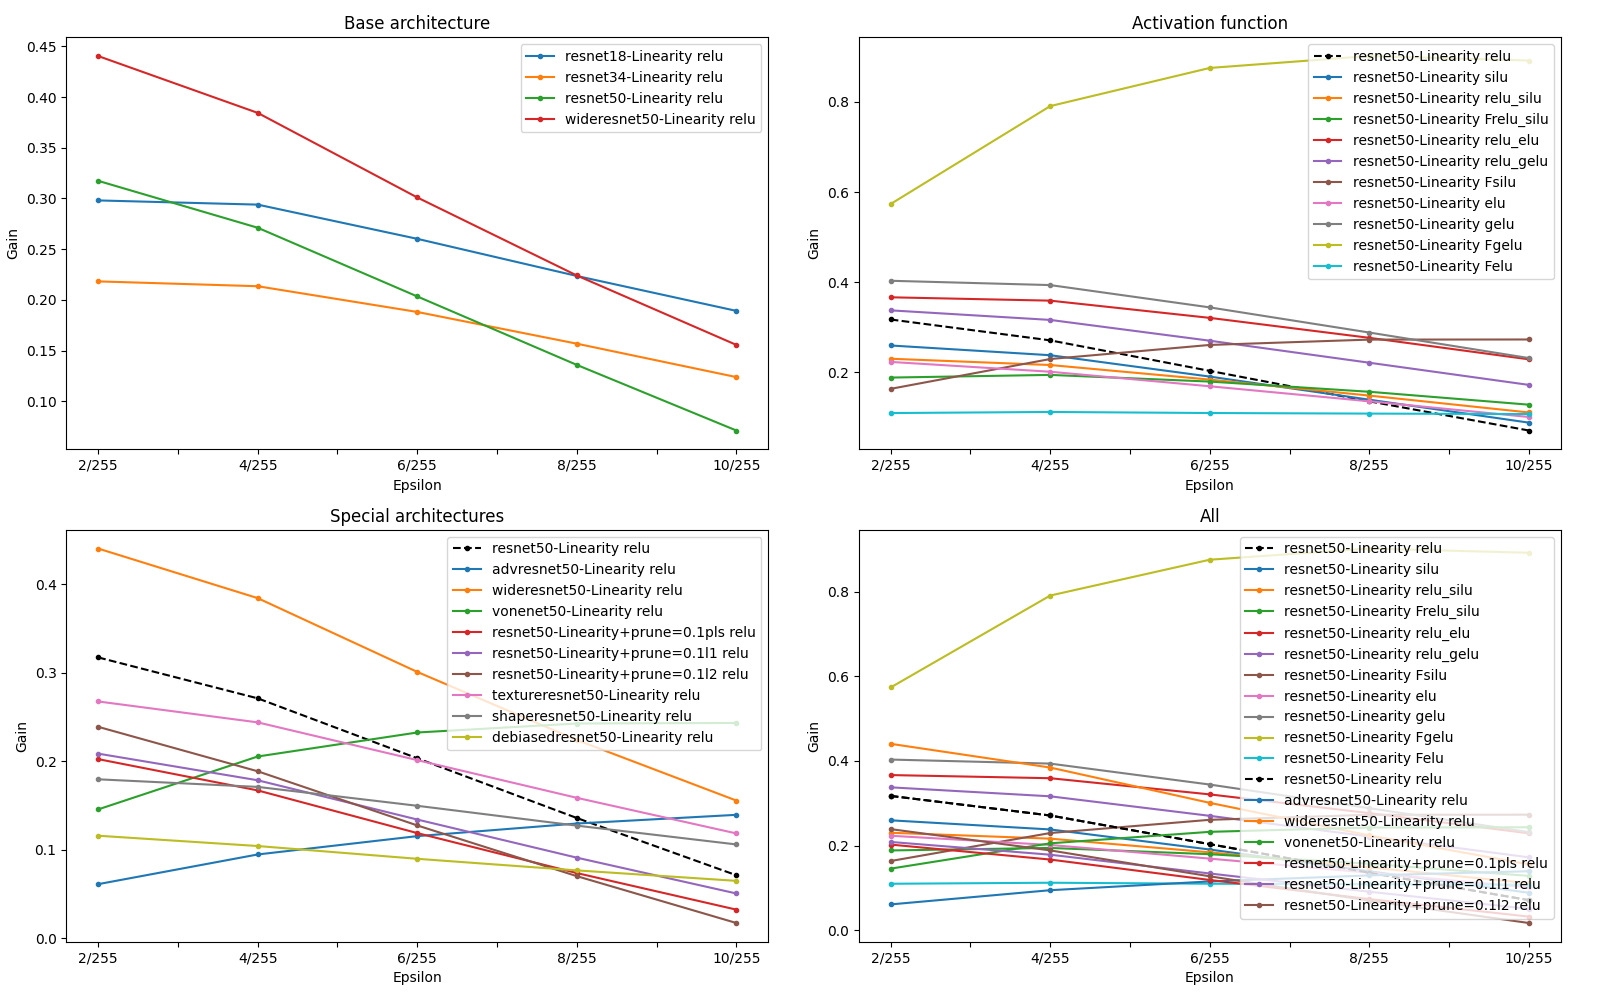 Base architecture
Gain
0.45
0.40
0.35
0.30
0.25
0.20
0.15
0.10
resnet18-Linearity relu
resnet34-Linearity relu
resnet50-Linearity relu
wideresnet50-Linearity relu
2/255 4/255 6/255 8/255 10/255
Epsilon
Activation function
Gain
0.8
0.6
0.4
0.2
resnet50-Linearity relu
resnet50-Linearity silu
resnet50-Linearity relu_silu
resnet50-Linearity Frelu_silu
resnet50-Linearity relu_elu
resnet50-Linearity relu_gelu
resnet50-Linearity Fsilu
resnet50-Linearity elu
resnet50-Linearity gelu
resnet50-Linearity Fgelu
resnet50-Linearity Felu
2/255 4/255 6/255 8/255 10/255
Epsilon
Special architectures
Gain
0.4
0.3
0.2
0.1
0.0
resnet50-Linearity relu
advresnet50-Linearity relu
wideresnet50-Linearity relu
vonenet50-Linearity relu
resnet50-Linearity+prune=0.1pls relu
resnet50-Linearity+prune=0.1l1 relu
resnet50-Linearity+prune=0.1l2 relu
textureresnet50-Linearity relu
shaperesnet50-Linearity relu
debiasedresnet50-Linearity relu
2/255 4/255 6/255 8/255 10/255
Epsilon
All
Gain
0.8
0.6
0.4
0.2
0.0
resnet50-Linearity relu
resnet50-Linearity silu
resnet50-Linearity relu_silu
resnet50-Linearity Frelu_silu
resnet50-Linearity relu_elu
resnet50-Linearity relu_gelu
resnet50-Linearity Fsilu
resnet50-Linearity elu
resnet50-Linearity gelu
resnet50-Linearity Fgelu
resnet50-Linearity Felu
resnet50-Linearity relu
advresnet50-Linearity relu
wideresnet50-Linearity relu
vonenet50-Linearity relu
resnet50-Linearity+prune=0.1pls relu
resnet50-Linearity+prune=0.1l1 relu
resnet50-Linearity+prune=0.1l2 relu
2/255 4/255 6/255 8/255 10/255
Epsilon